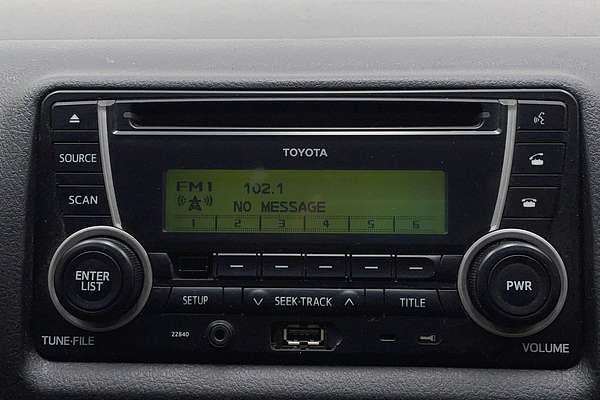 TOYOTA
SOURCE
SCAN
FM1 102.1
NO MESSAGE
1 2 3 4 5 6
ENTER
LIST
PWR
SETUP
SEEK·TRACK
TITLE
22840
TUNE·FILE
VOLUME